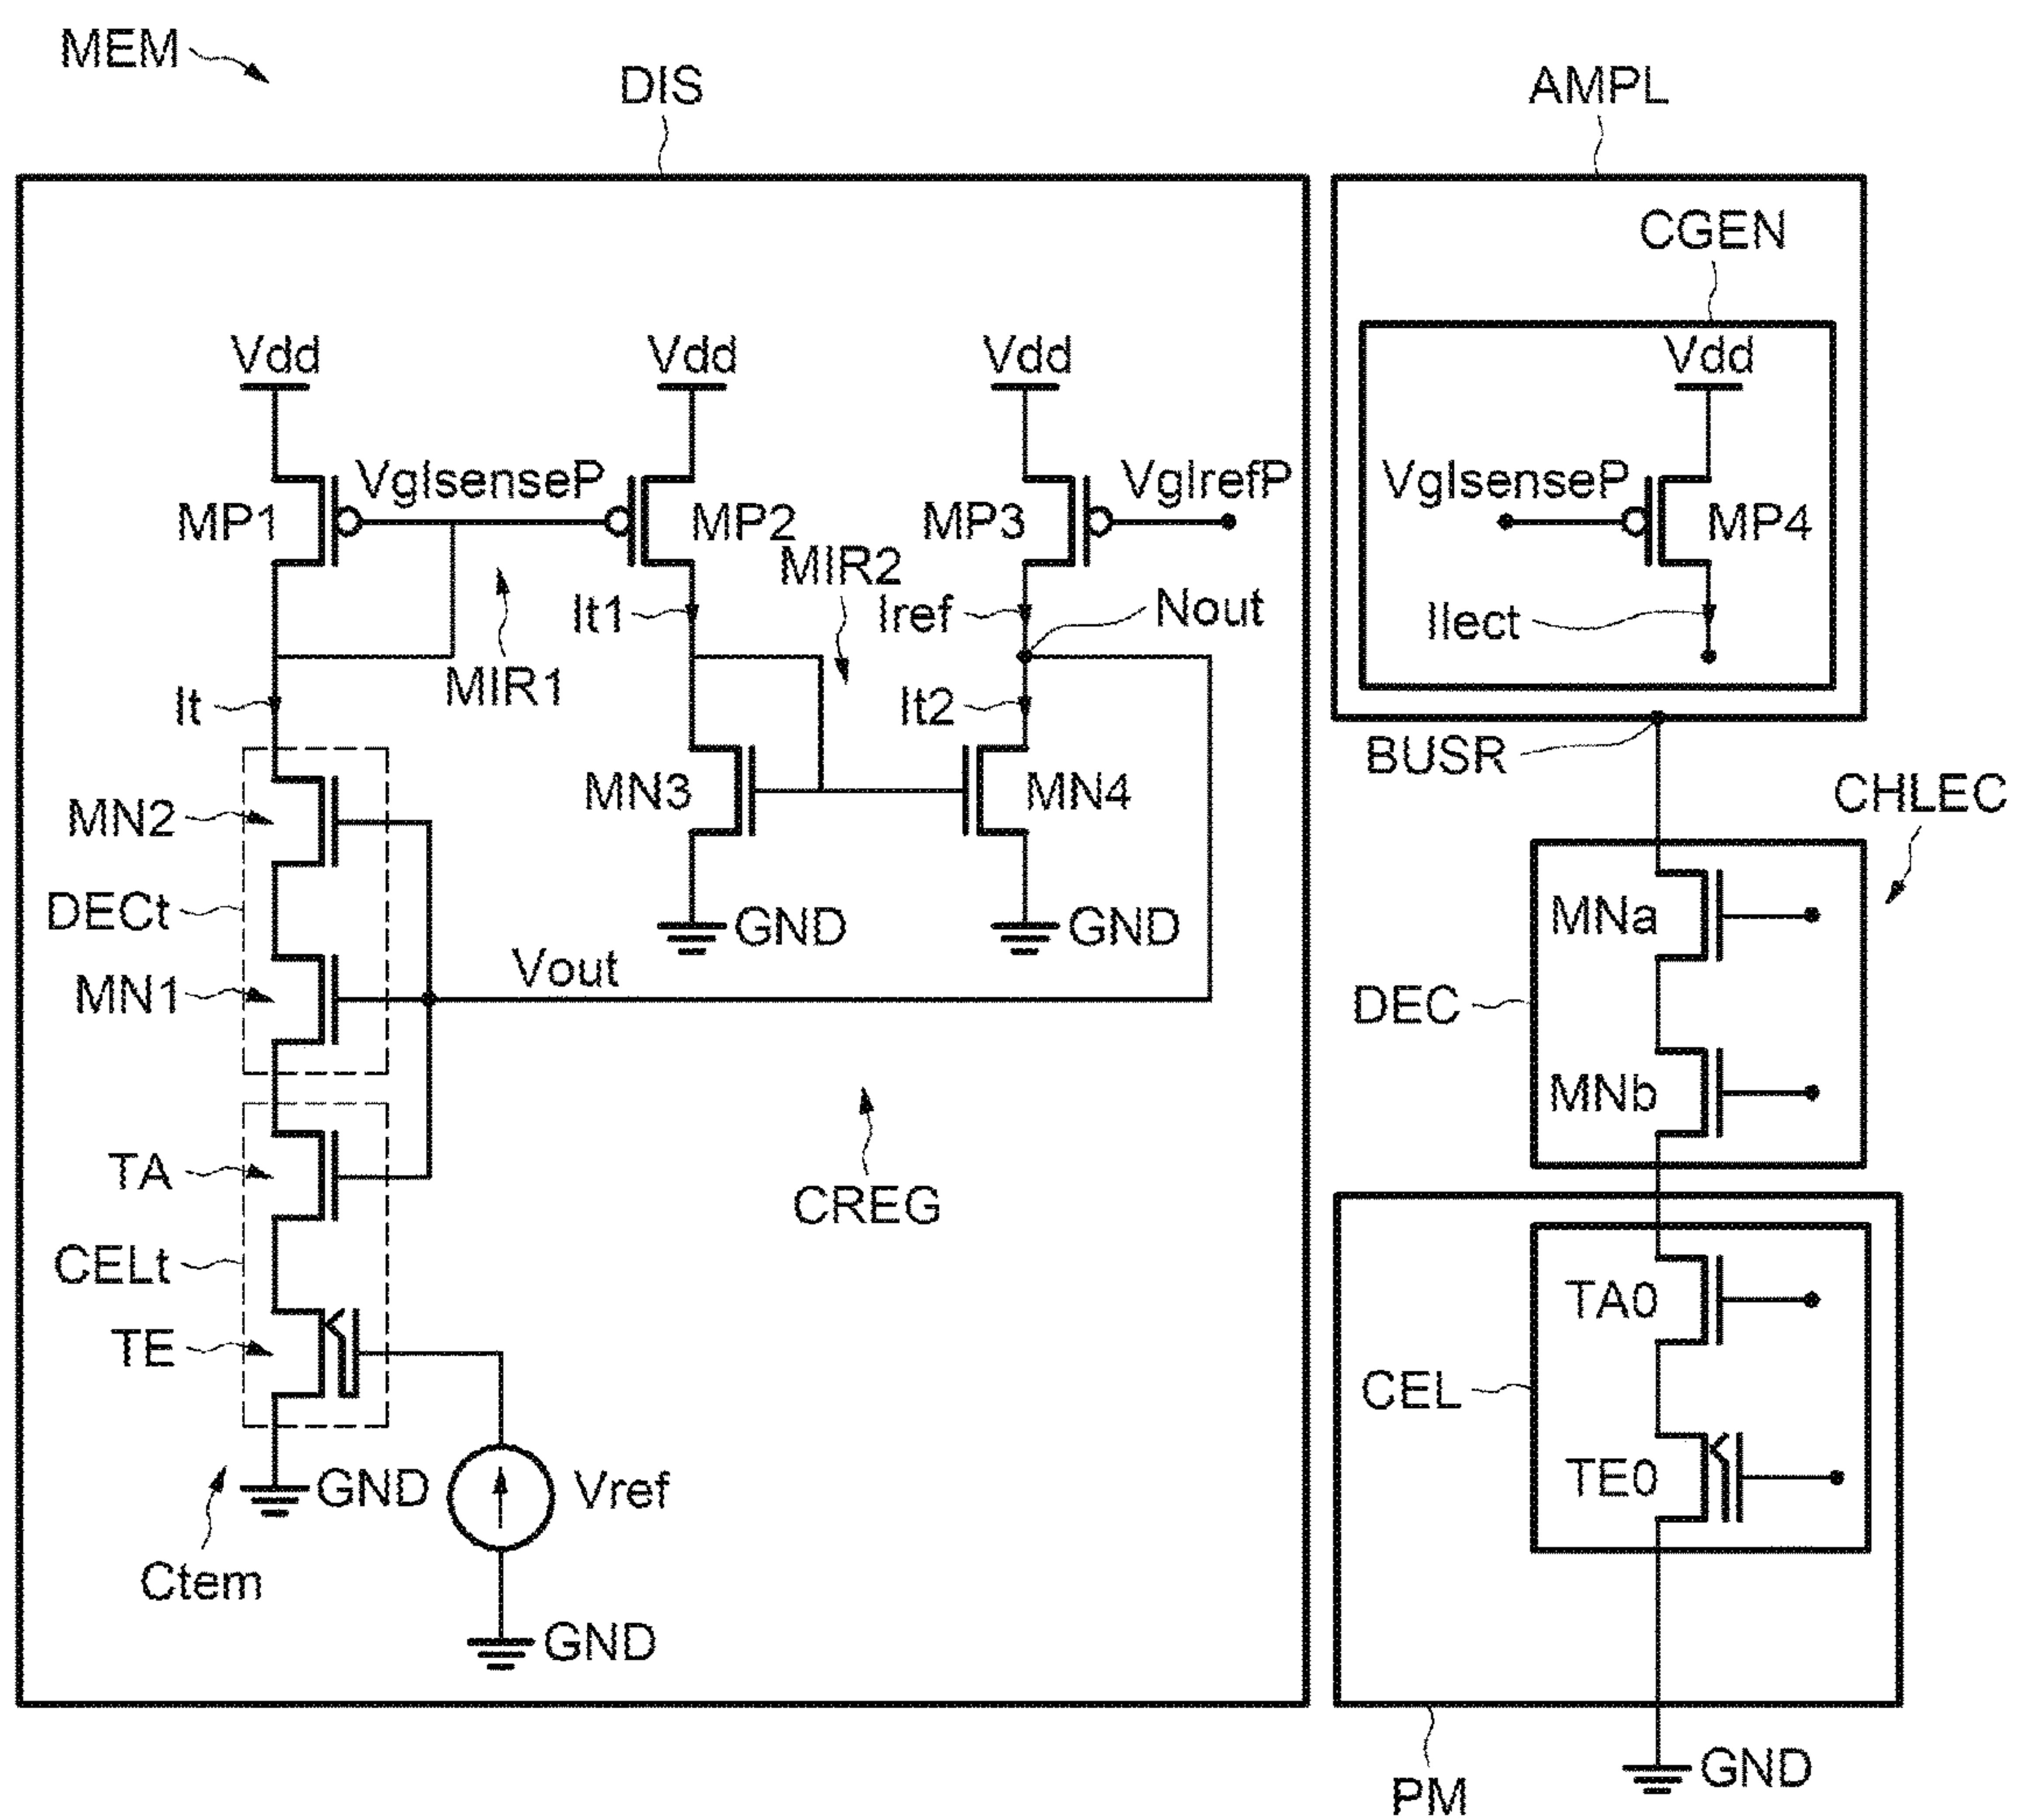 MEM
DIS
AMPL
CGEN
Vdd
Vdd
Vdd
Vdd
VgIsenseP
VgIrefP
VgIsenseP
MP1
MP2
MP3
MP4
MIR2
It1
Iref
Nout
Ilect
MIR1
It
It2
BUSR
MN2
MN3
MN4
CHLEC
DECt
GND
GND
MNa
Vout
MN1
DEC
MNb
TA
CREG
CELt
TA0
TE
CEL
GND
Vref
TE0
Ctem
GND
GND
PM